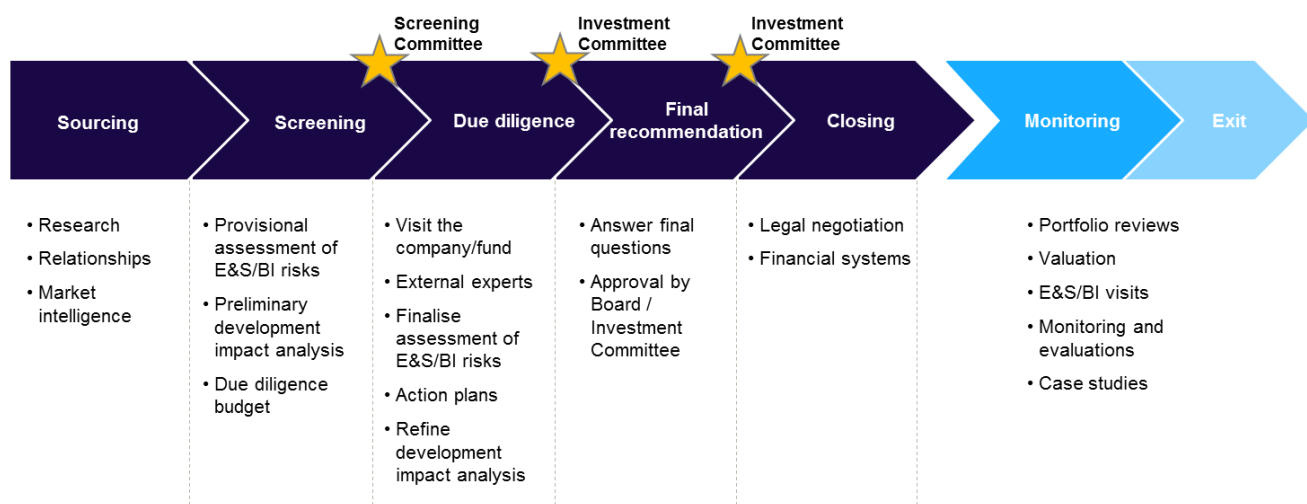 Screening
Committee
Investment
Committee
Investment
Committee
Sourcing
Screening
Due diligence
Final
recommendation
Closing
Monitoring
Exit
• Research
• Relationships
• Market
intelligence
• Provisional
assessment of
E&S/BI risks
• Preliminary
development
impact analysis
• Due diligence
budget
• Visit the
company/fund
• External experts
• Finalise
assessment of
E&S/BI risks
• Action plans
• Refine
development
impact analysis
• Answer final
questions
• Approval by
Board /
Investment
Committee
• Legal negotiation
• Financial systems
• Portfolio reviews
• Valuation
• E&S/BI visits
• Monitoring and
evaluations
• Case studies